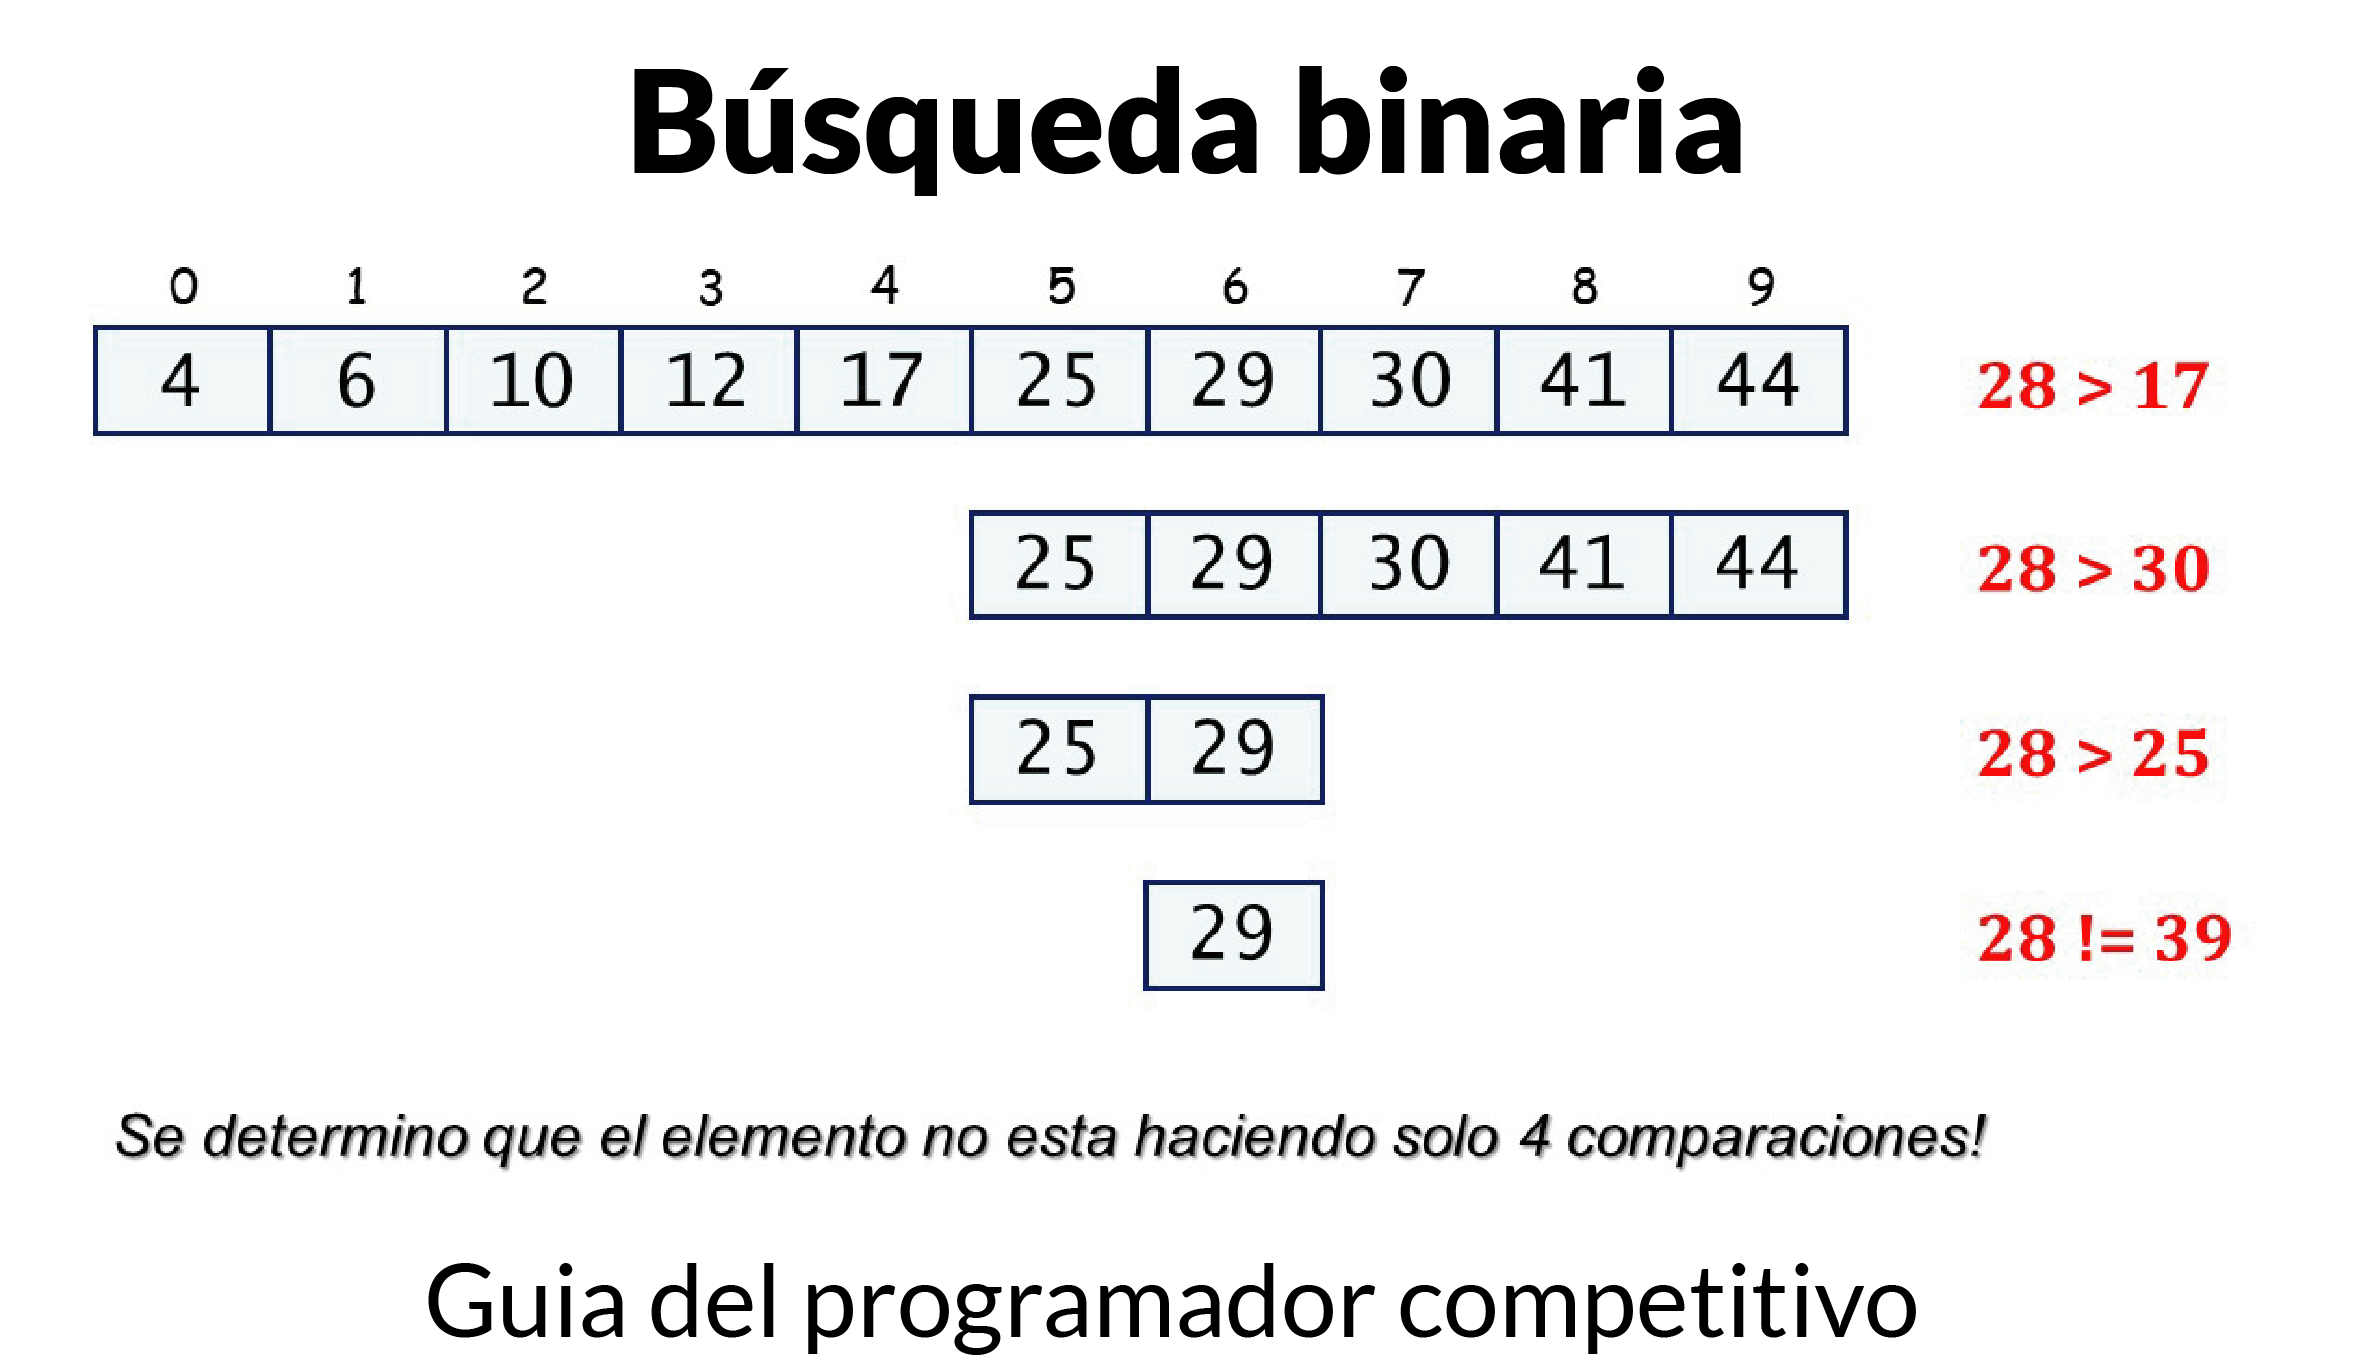 Búsqueda binaria
0 1 2 3 4 5 6 7 8 9
4 6 10 12 17 25 29 30 41 44 28 > 17
25 29 30 41 44 28 > 30
25 29 28 > 25
29 28 != 39
Se determino que el elemento no esta haciendo solo 4 comparaciones!
Guia del programador competitivo